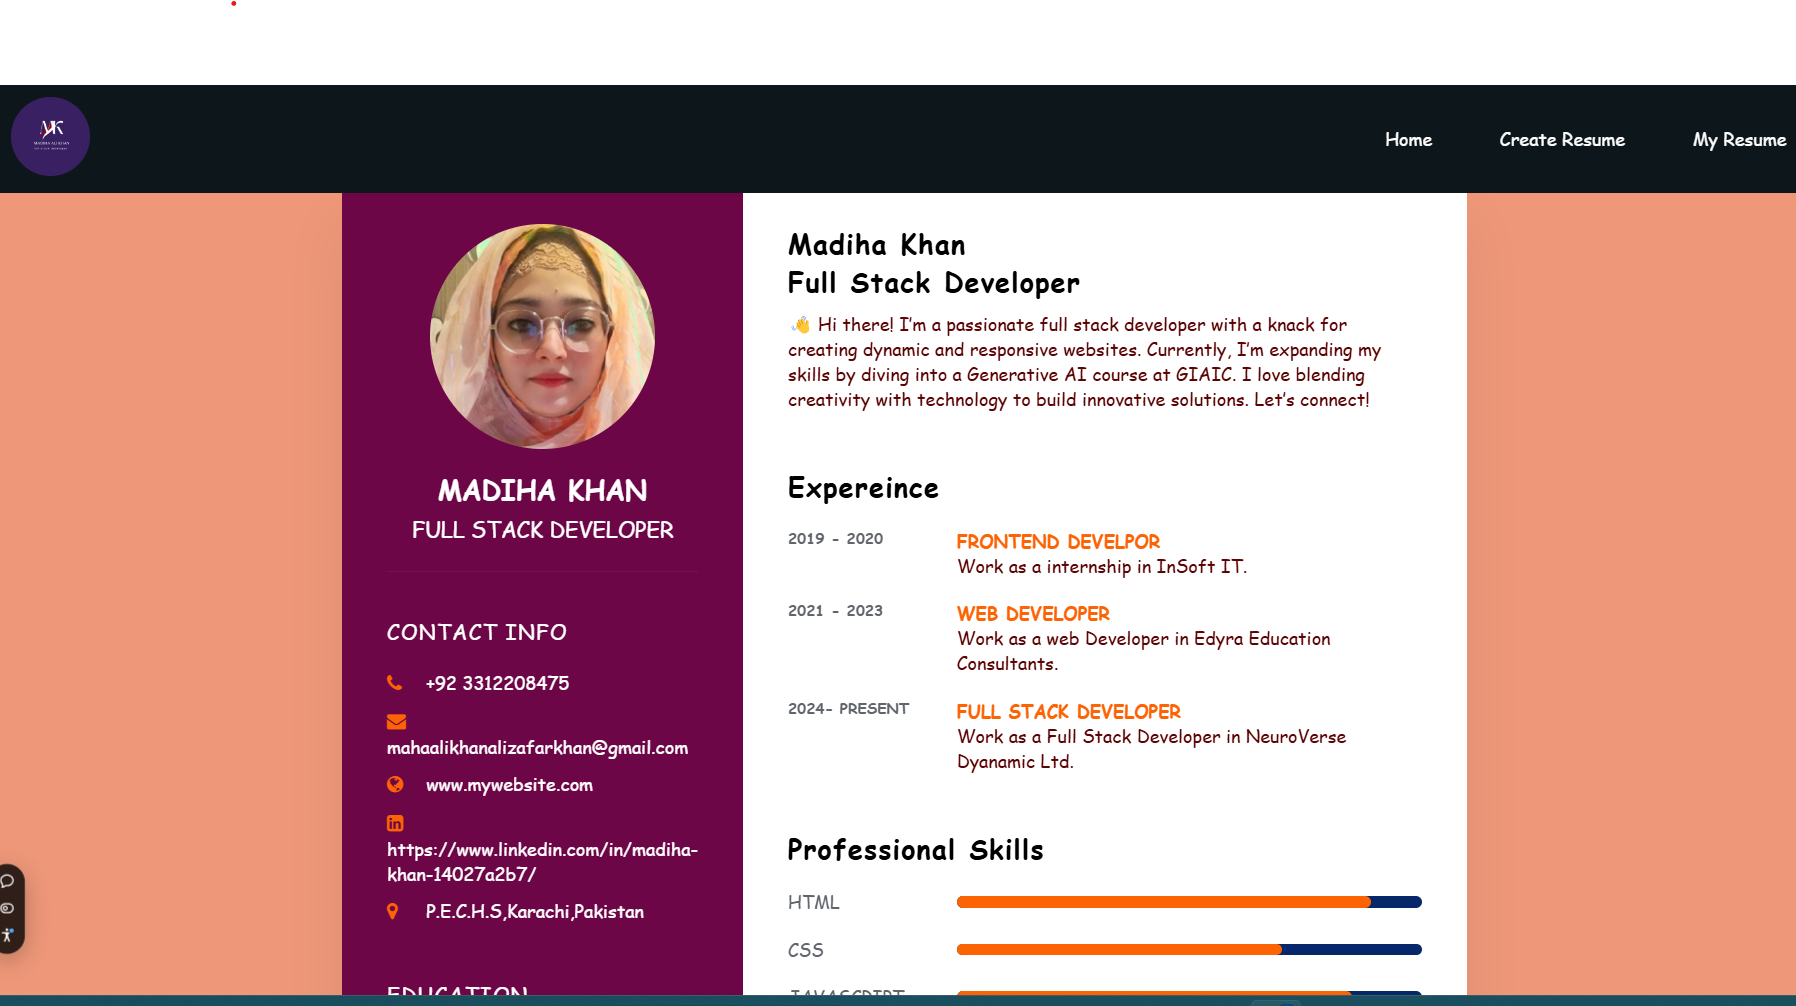 MK
MADIHA ALI KHAN
Home
Create Resume
My Resume
MADIHA KHAN
FULL STACK DEVELOPER
CONTACT INFO
+92 3312208475
mahaalikhanalizafarkhan@gmail.com
www.mywebsite.com
https://www.linkedin.com/in/madiha-
khan-14027a2b7/
P.E.C.H.S,Karachi,Pakistan
EDUCATION
Madiha Khan
Full Stack Developer
👋 Hi there! I’m a passionate full stack developer with a knack for
creating dynamic and responsive websites. Currently, I’m expanding my
skills by diving into a Generative AI course at GIAIC. I love blending
creativity with technology to build innovative solutions. Let’s connect!
Expereince
2019 - 2020
FRONTEND DEVELPOR
Work as a internship in InSoft IT.
2021 - 2023
WEB DEVELOPER
Work as a web Developer in Edyra Education
Consultants.
2024- PRESENT
FULL STACK DEVELOPER
Work as a Full Stack Developer in NeuroVerse
Dyanamic Ltd.
Professional Skills
HTML
CSS
JAVASCRIPT